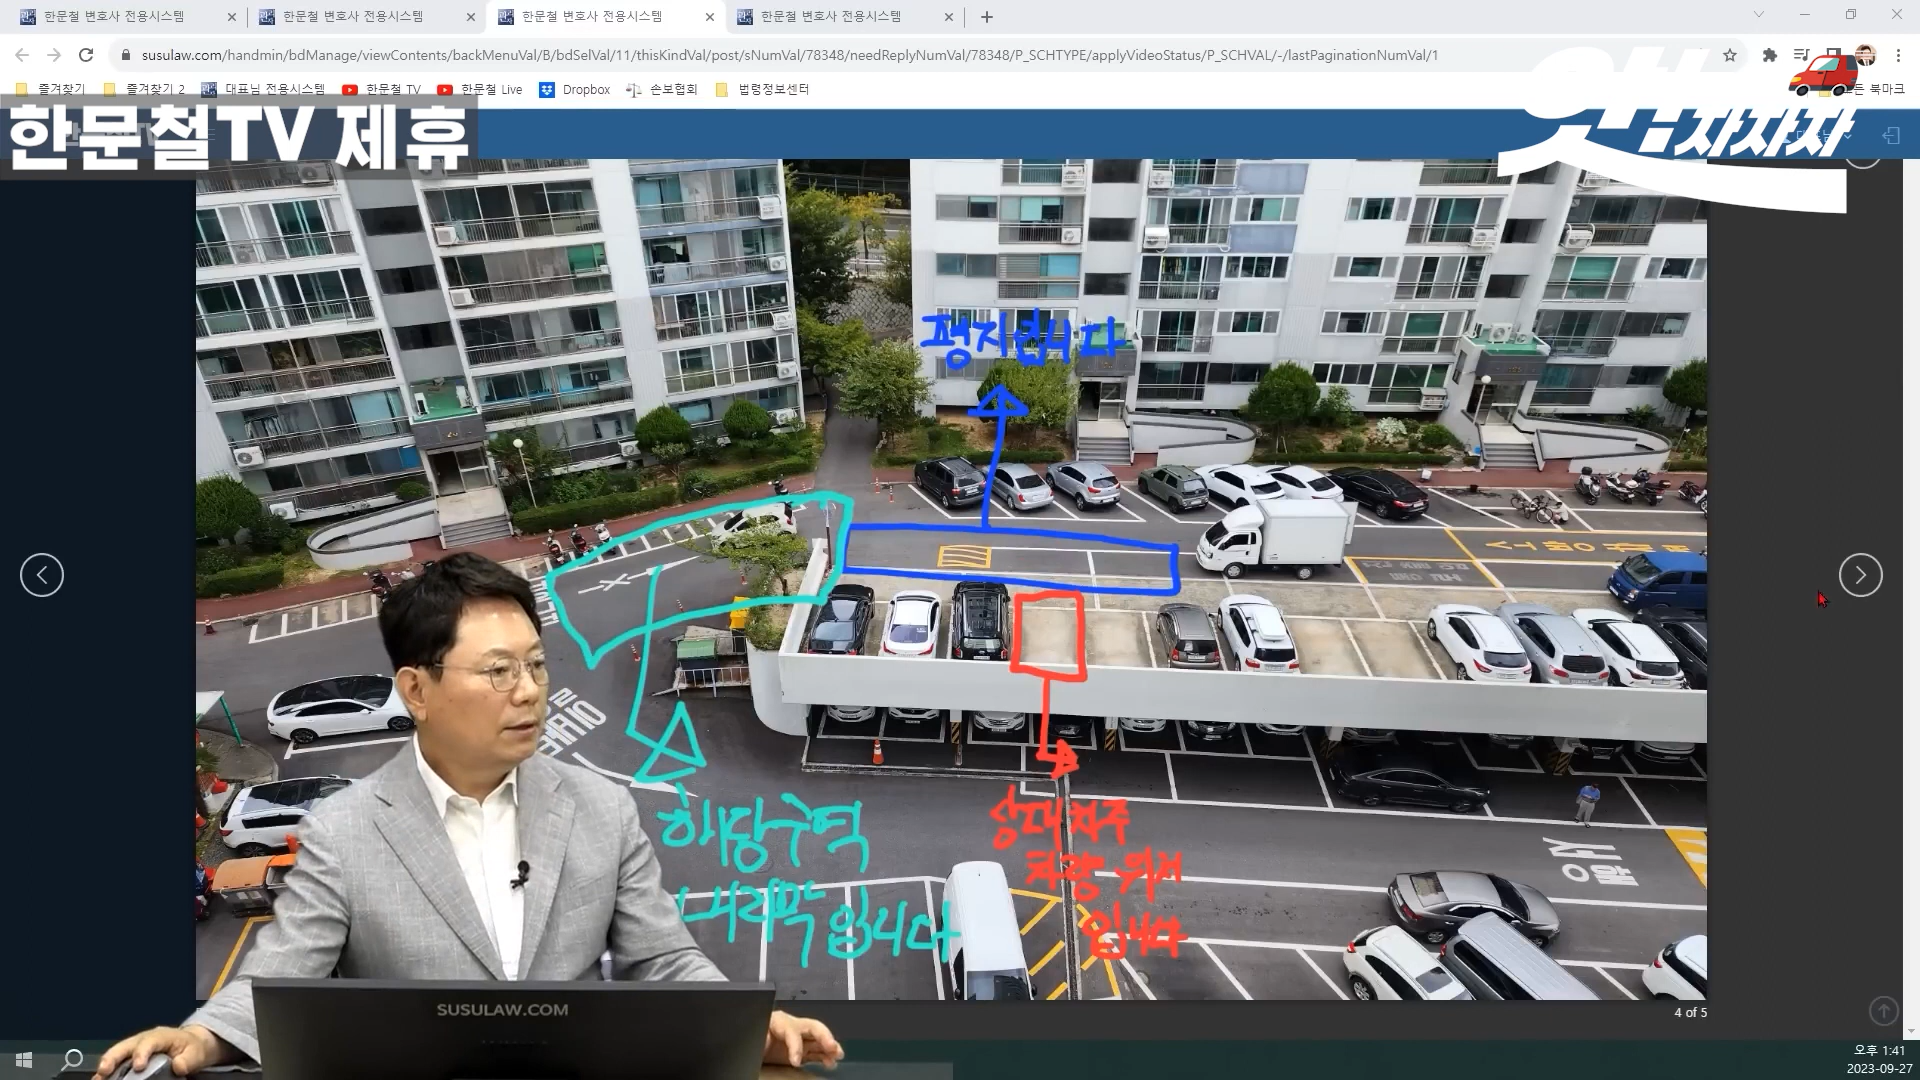 한문철 변호사 전용시스템
한문철 변호사 전용시스템
한문철 변호사 전용시스템
한문철 변호사 전용시스템
susulaw.com/handmin/bdManage/viewContents/backMenuVal/B/bdSelVal/11/thisKindVal/post/sNumVal/78348/needReplyNumVal/78348/P_SCHTYPE/applyVideoStatus/P_SCHVAL/-/lastPaginationNumVal/1
즐겨찾기
즐겨찾기 2
대표님 전용시스템
한문철 TV
한문철 Live
Dropbox
손보협회
법령정보센터
북마크
한문철TV 제휴
평지입니다
해당구역
내리막 입니다
상대차주
차량 위치
입니다
서행
SUSULAW.COM
4 of 5
오후 1:41
2023-09-27